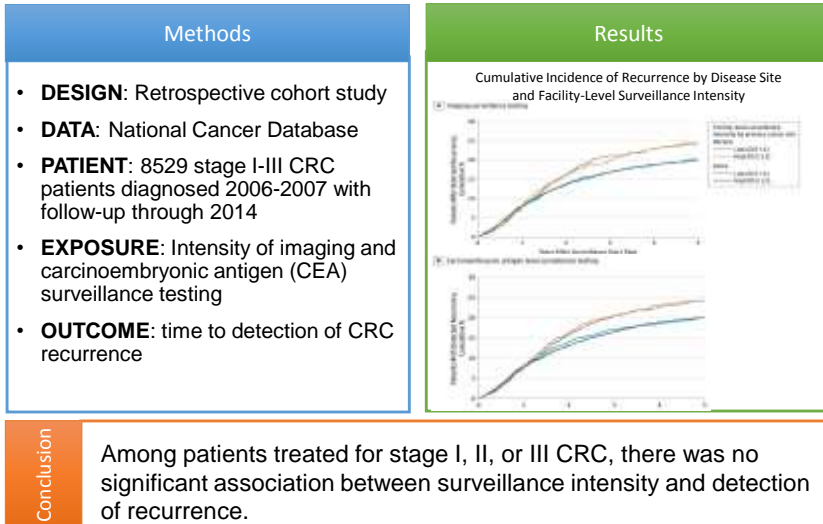 Methods
• DESIGN: Retrospective cohort study
• DATA: National Cancer Database
• PATIENT: 8529 stage I-III CRC
patients diagnosed 2006-2007 with
follow-up through 2014
• EXPOSURE: Intensity of imaging and
carcinoembryonic antigen (CEA)
surveillance testing
• OUTCOME: time to detection of CRC
recurrence
Results
Cumulative Incidence of Recurrence by Disease Site
and Facility-Level Surveillance Intensity
Conclusion
Among patients treated for stage I, II, or III CRC, there was no
significant association between surveillance intensity and detection
of recurrence.